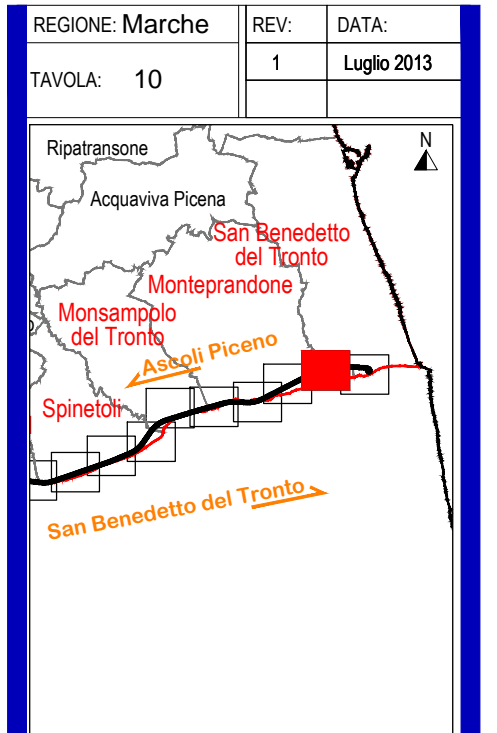 REGIONE: Marche
REV:
DATA:
TAVOLA: 10
1
Luglio 2013
N
Ripatransone
Acquaviva Picena
San Benedetto
del Tronto
Monteprandone
Monsampolo
del Tronto
Ascoli Piceno
Spinetoli
San Benedetto del Tronto